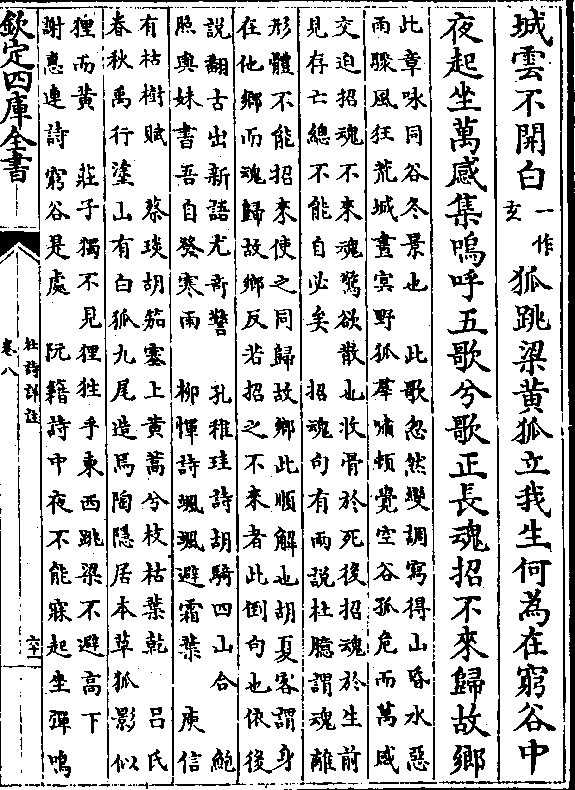 城雲不開白一作玄狐跳梁黄狐立我生何為在窮谷中
夜起坐萬感集嗚呼五歌兮歌正長魂招不來歸故鄉
此章咏同谷冬景也　此歌忽然變調寫得山昏水惡
雨驟風狂荒城晝冥野狐群嘯頓覺空谷孤危而萬感
交迫招魂不來魂驚欲散也收骨於死後招魂於生前
見存亡總不能自必矣　招魂句有兩說杜臆謂魂離
形體不能招來使之同歸故鄉此順解也胡夏客謂身
在他鄉而魂歸故鄉反若招之不來者此倒句也依後
說翻古出新語尤奇警　孔稚珪詩胡騎四山合　鮑
照與妹書吾自發寒雨　柳惲詩颯颯避霜葉　庾信
有枯樹賦　蔡琰胡笳塞上黄蒿兮枝枯葉乾　吕氏
春秋禹行塗山有白狐九尾造焉陶隠居本草狐影似
狸而黄　莊子獨不見狸狌乎東西跳梁不避高下
謝惠連詩窮谷是處　阮籍詩中夜不能寐起坐彈鳴
欽定四庫全書
杜詩詳註
卷八
六十一